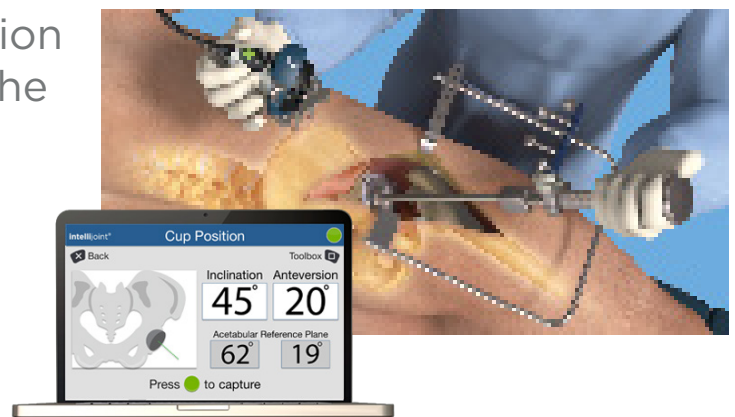 ion
he
intellijoint® Cup Position
Back Toolbox
Inclination Anteversion
45° 20°
Acetabular Reference Plane
62° 19°
Press to capture